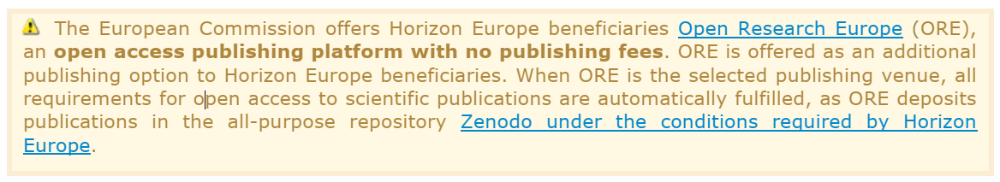 The European Commission offers Horizon Europe beneficiaries Open Research Europe (ORE),
an open access publishing platform with no publishing fees. ORE is offered as an additional
publishing option to Horizon Europe beneficiaries. When ORE is the selected publishing venue, all
requirements for open access to scientific publications are automatically fulfilled, as ORE deposits
publications in the all-purpose repository Zenodo under the conditions required by Horizon
Europe.